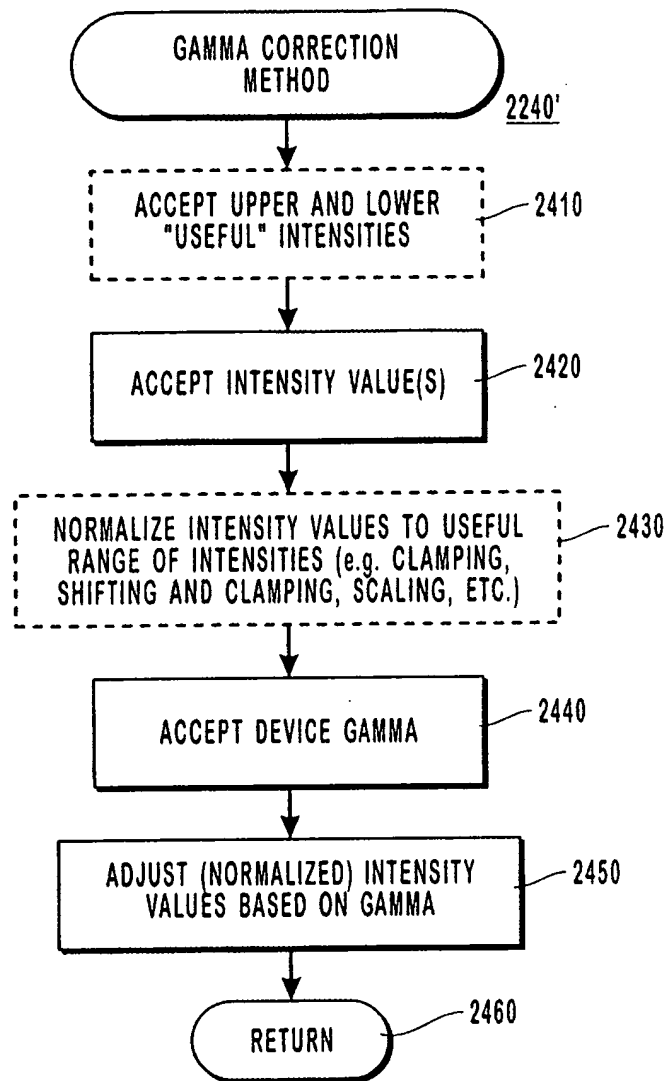 GAMMA CORRECTION
METHOD
2240'
ACCEPT UPPER AND LOWER
"USEFUL" INTENSITIES
2410
ACCEPT INTENSITY VALUE(S)
2420
NORMALIZE INTENSITY VALUES TO USEFUL
RANGE OF INTENSITIES (e.g. CLAMPING,
SHIFTING AND CLAMPING, SCALING, ETC.)
2430
ACCEPT DEVICE GAMMA
2440
ADJUST (NORMALIZED) INTENSITY
VALUES BASED ON GAMMA
2450
RETURN
2460